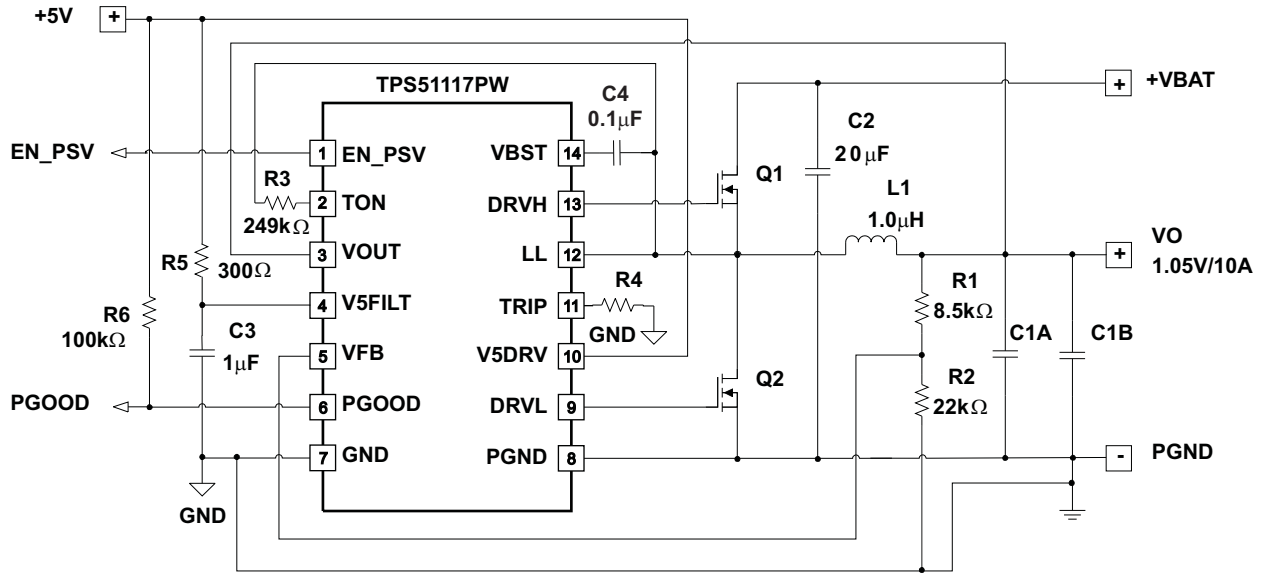 +5V
+
TPS51117PW
C4
0.1μF
+
+VBAT
EN_PSV
1
EN_PSV
VBST
14
C2
20μF
Q1
R3
249kΩ
2
TON
DRVH
13
L1
1.0μH
3
VOUT
LL
12
+
VO
1.05V/10A
R5
300Ω
4
V5FILT
TRIP
11
R4
GND
R1
8.5kΩ
R6
100kΩ
C3
1μF
5
VFB
V5DRV
10
C1A
C1B
PGOOD
6
PGOOD
DRVL
9
Q2
R2
22kΩ
7
GND
PGND
8
-
PGND
GND